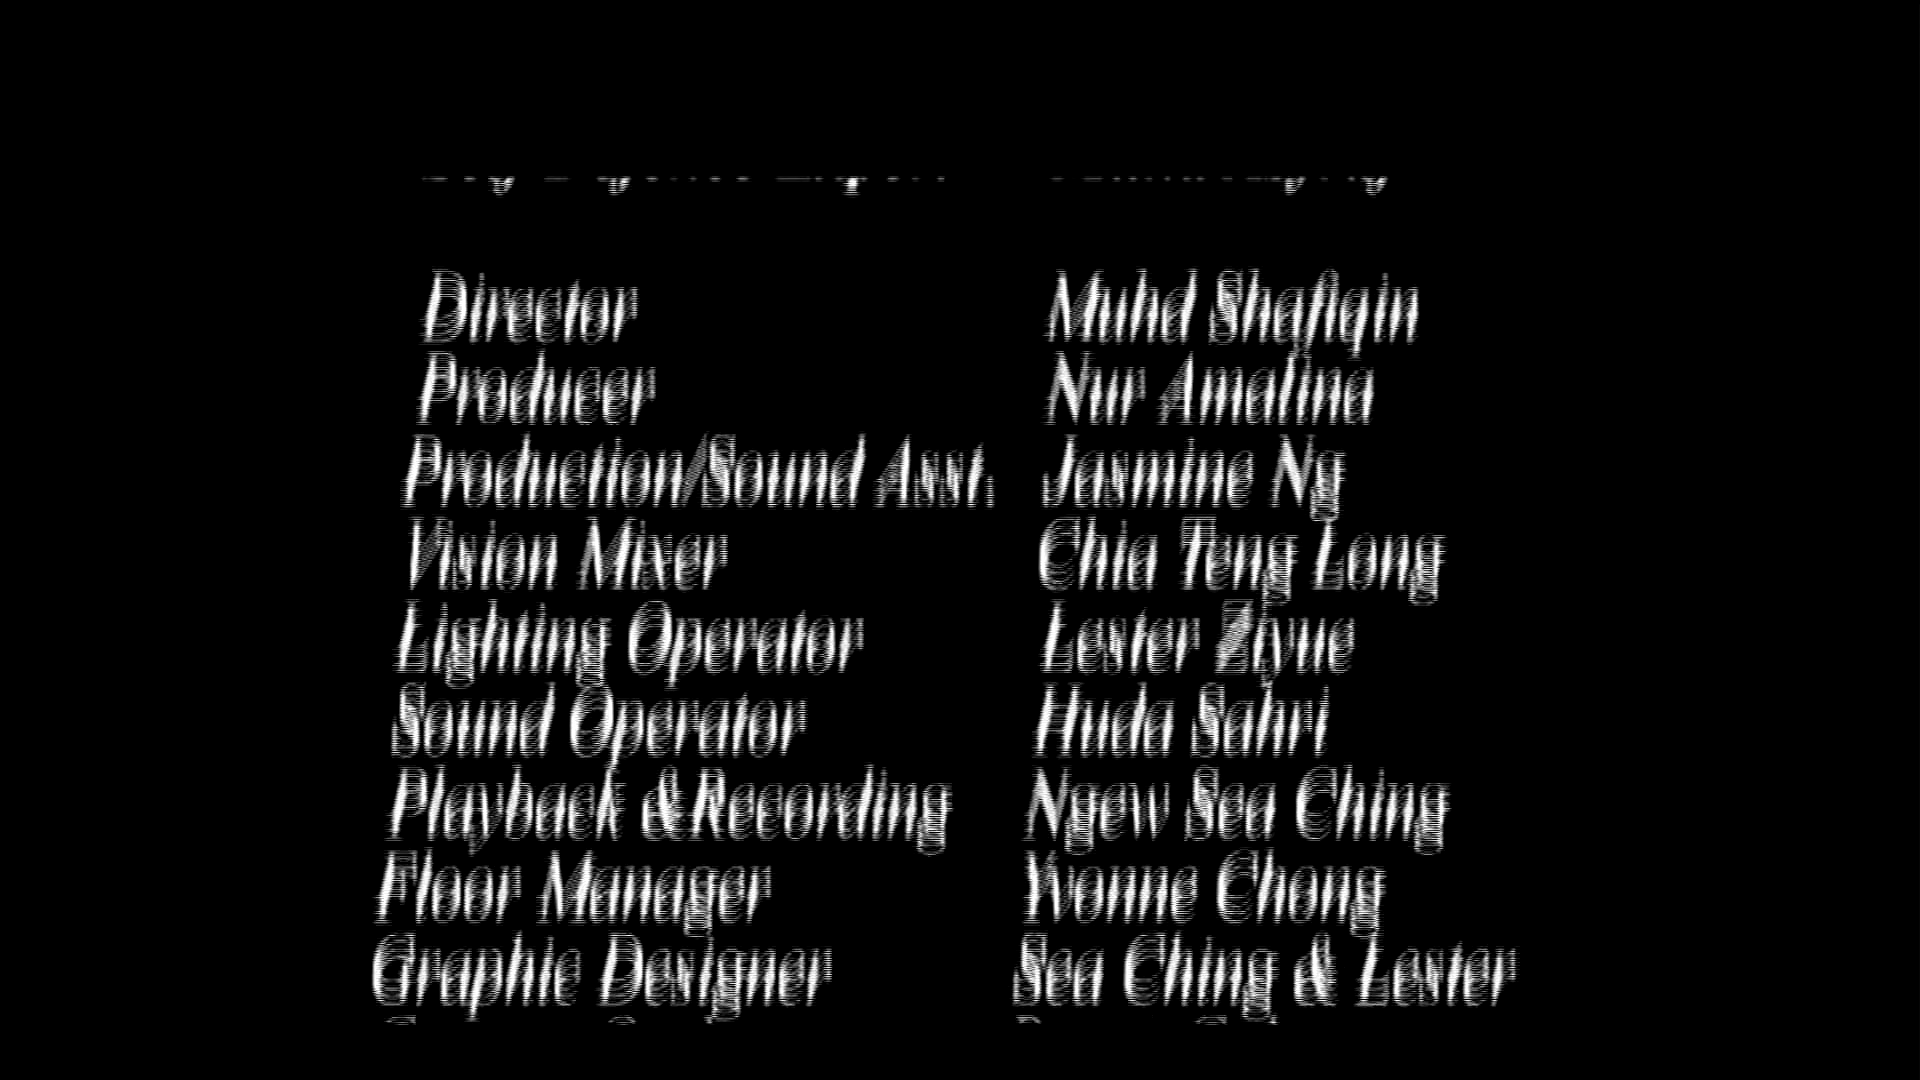 Director Muhd Shafiqin
Producer Nur Amalina
Production/Sound Asst. Jasmine Ng
Vision Mixer Chia Teng Long
Lighting Operator Lester Ziyue
Sound Operator Huda Sahri
Playback &Recording Ngew Sea Ching
Floor Manager Yvonne Chong
Graphic Designer Sea Ching & Lester